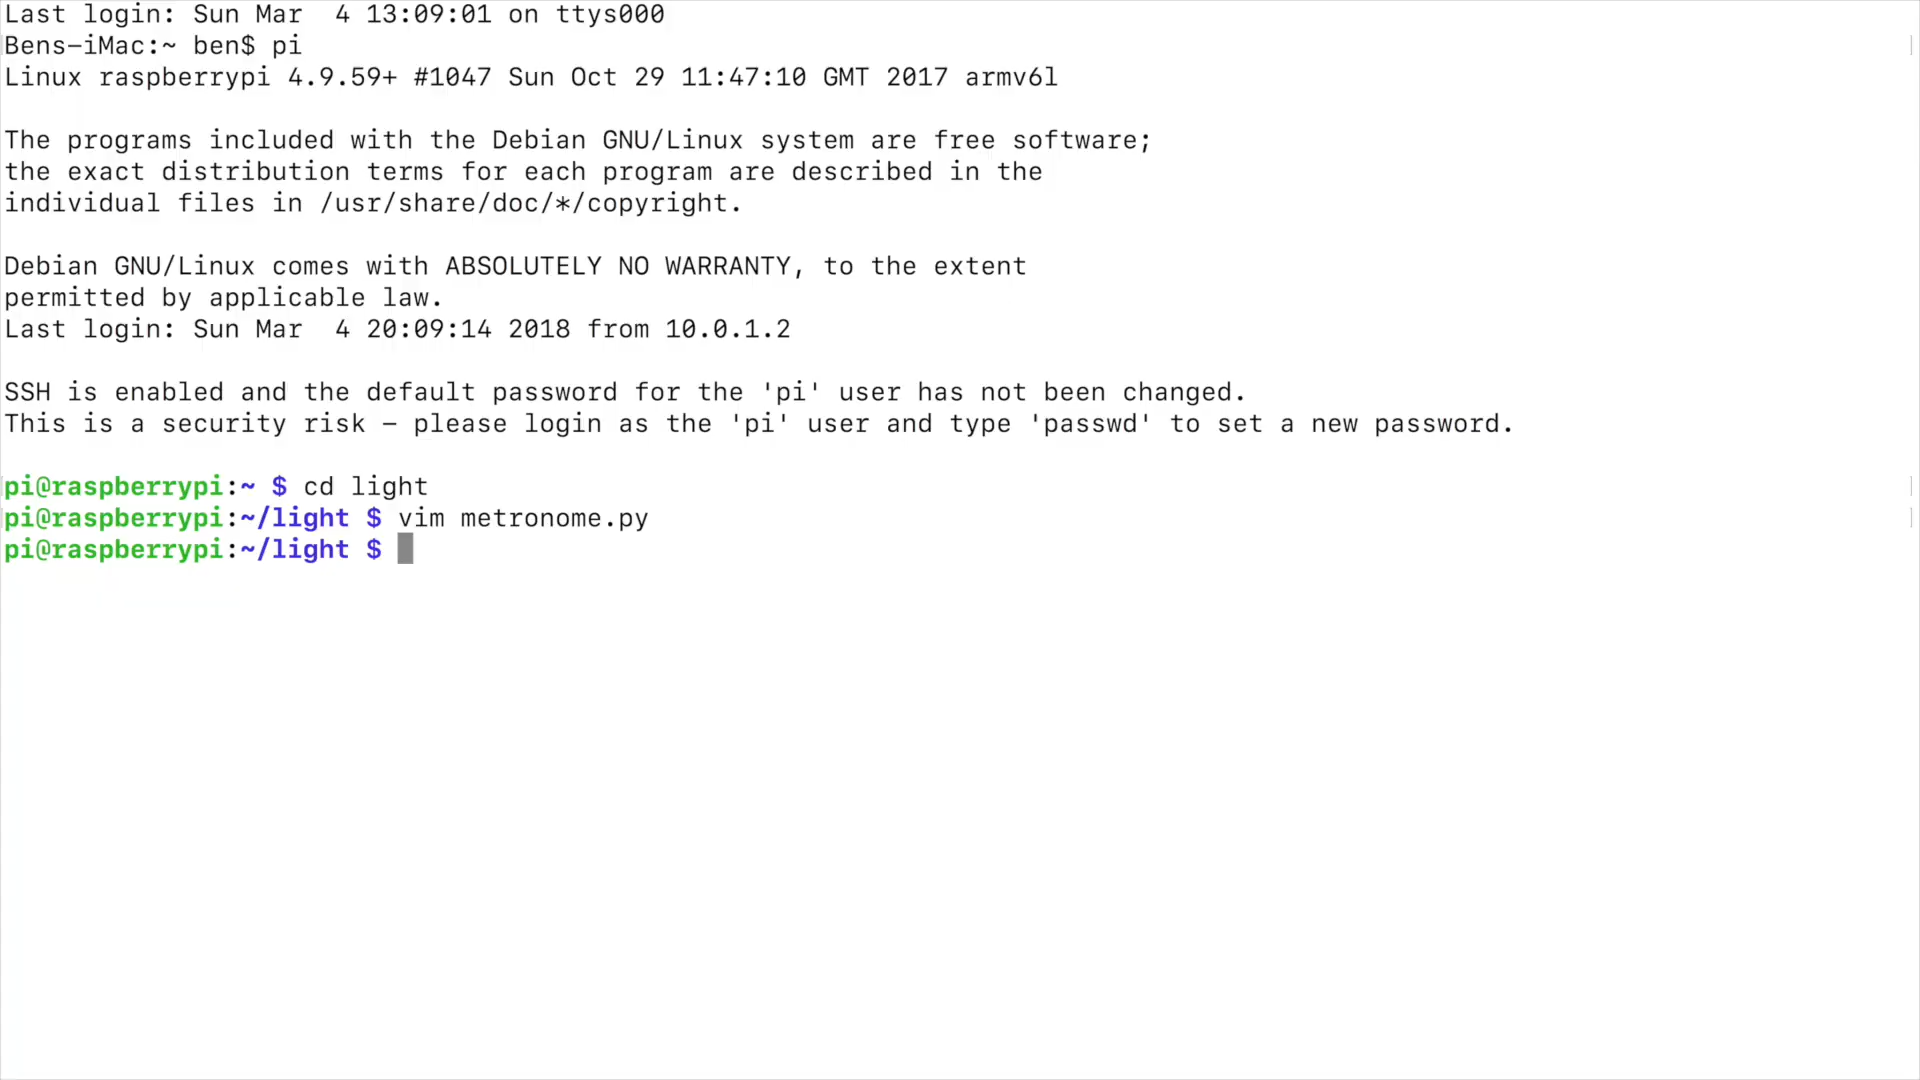 Last login: Sun Mar  4 13:09:01 on ttys000
Bens-iMac:~ ben$ pi
Linux raspberrypi 4.9.59+ #1047 Sun Oct 29 11:47:10 GMT 2017 armv6l
The programs included with the Debian GNU/Linux system are free software;
the exact distribution terms for each program are described in the
individual files in /usr/share/doc/*/copyright.
Debian GNU/Linux comes with ABSOLUTELY NO WARRANTY, to the extent
permitted by applicable law.
Last login: Sun Mar  4 20:09:14 2018 from 10.0.1.2
SSH is enabled and the default password for the 'pi' user has not been changed.
This is a security risk – please login as the 'pi' user and type 'passwd' to set a new password.
pi@raspberrypi:~ $ cd light
pi@raspberrypi:~/light $ vim metronome.py
pi@raspberrypi:~/light $